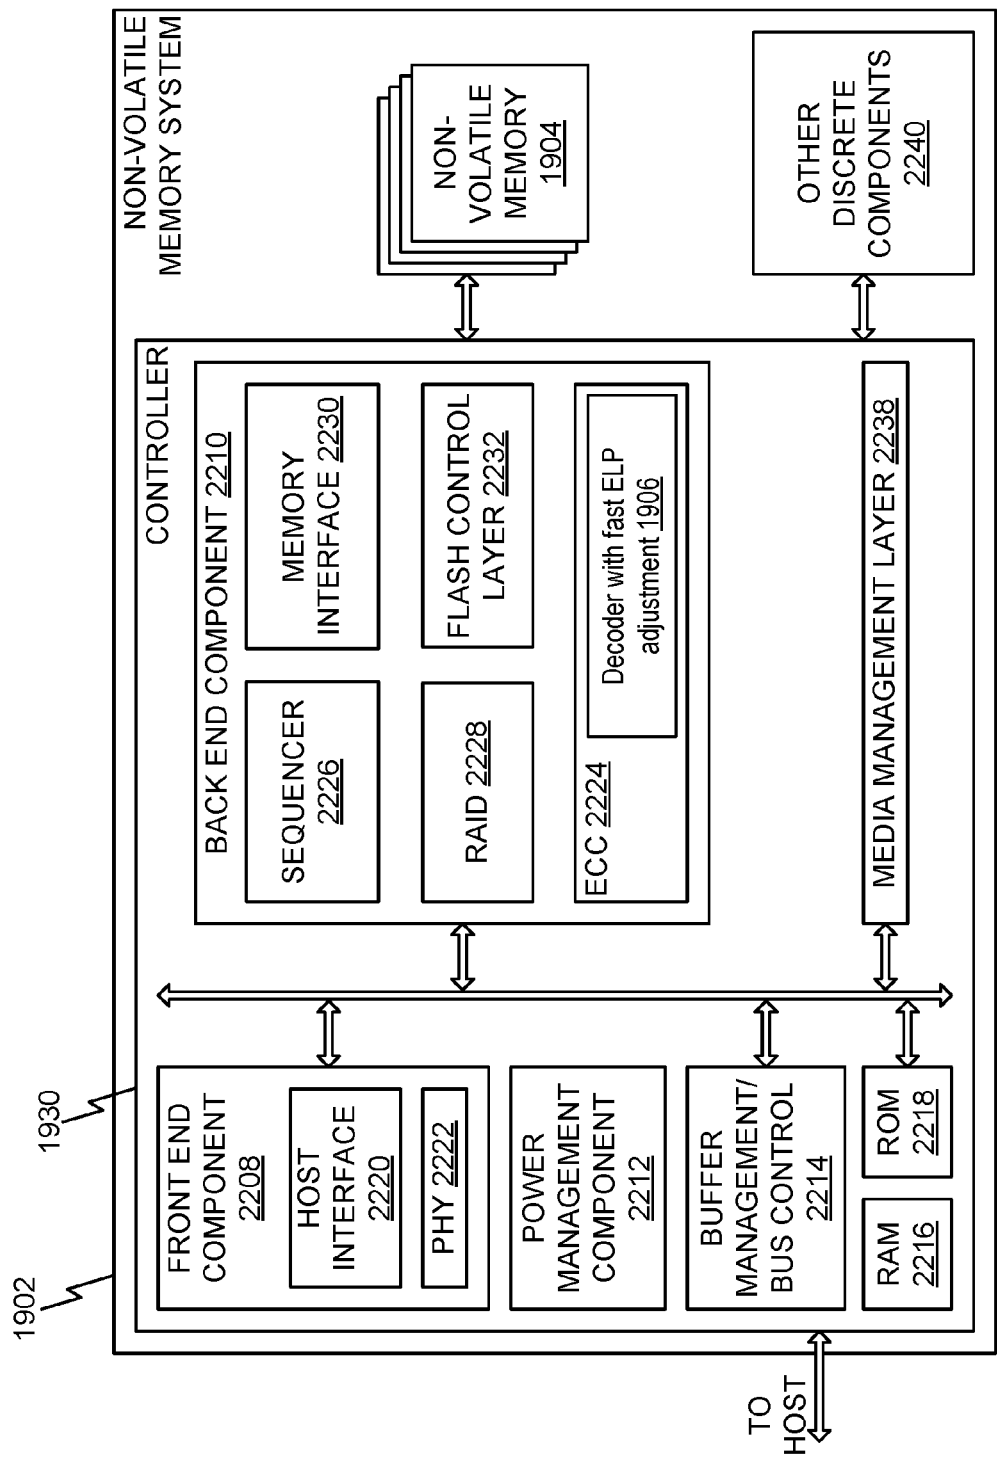 1902
1930
NON-VOLATILE
MEMORY SYSTEM
CONTROLLER
FRONT END
COMPONENT
2208
HOST
INTERFACE
2220
PHY 2222
POWER
MANAGEMENT
COMPONENT
2212
BUFFER
MANAGEMENT/
BUS CONTROL
2214
RAM
2216
ROM
2218
BACK END COMPONENT 2210
SEQUENCER
2226
MEMORY
INTERFACE 2230
RAID 2228
FLASH CONTROL
LAYER 2232
ECC 2224
Decoder with fast ELP
adjustment 1906
MEDIA MANAGEMENT LAYER 2238
NON-
VOLATILE
MEMORY
1904
OTHER
DISCRETE
COMPONENTS
2240
TO
HOST